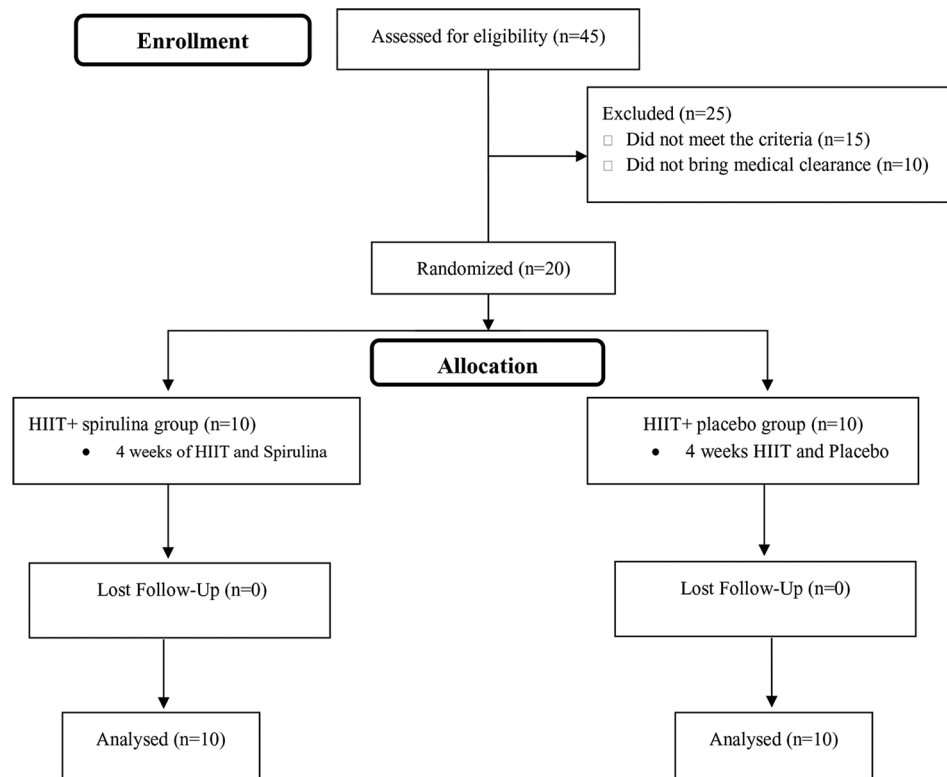 Enrollment
Assessed for eligibility (n=45)
Excluded (n=25)
□ Did not meet the criteria (n=15)
□ Did not bring medical clearance (n=10)
Randomized (n=20)
Allocation
HIIT+ spirulina group (n=10)
● 4 weeks of HIIT and Spirulina
HIIT+ placebo group (n=10)
● 4 weeks HIIT and Placebo
Lost Follow-Up (n=0)
Lost Follow-Up (n=0)
Analysed (n=10)
Analysed (n=10)